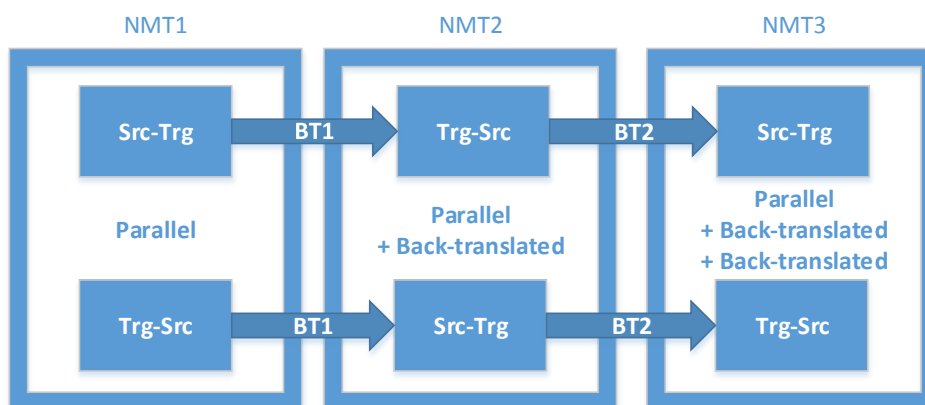 NMT1
NMT2
NMT3
Src-Trg
BT1
Trg-Src
BT2
Src-Trg
Parallel
Parallel
+ Back-translated
Parallel
+ Back-translated
+ Back-translated
Trg-Src
BT1
Src-Trg
BT2
Trg-Src